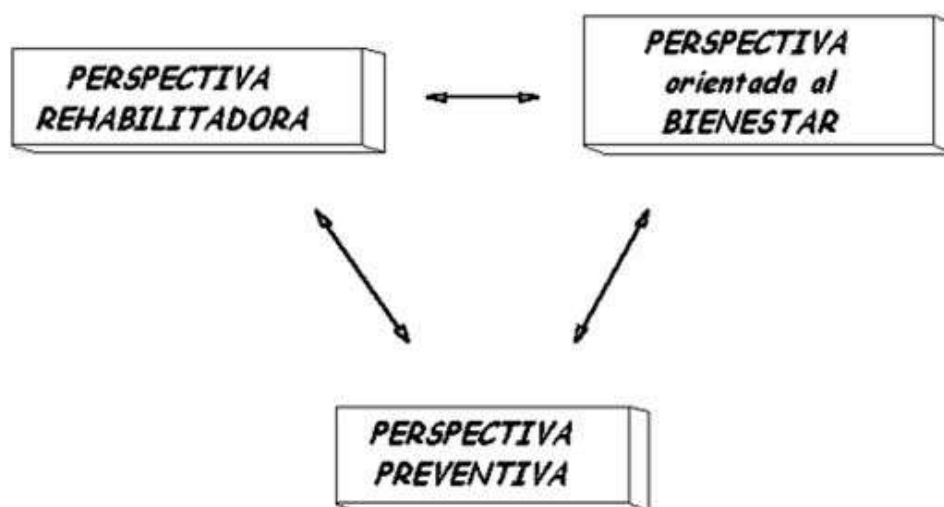 PERSPECTIVA
REHABILITADORA
PERSPECTIVA
orientada al
BIENESTAR
PERSPECTIVA
PREVENTIVA